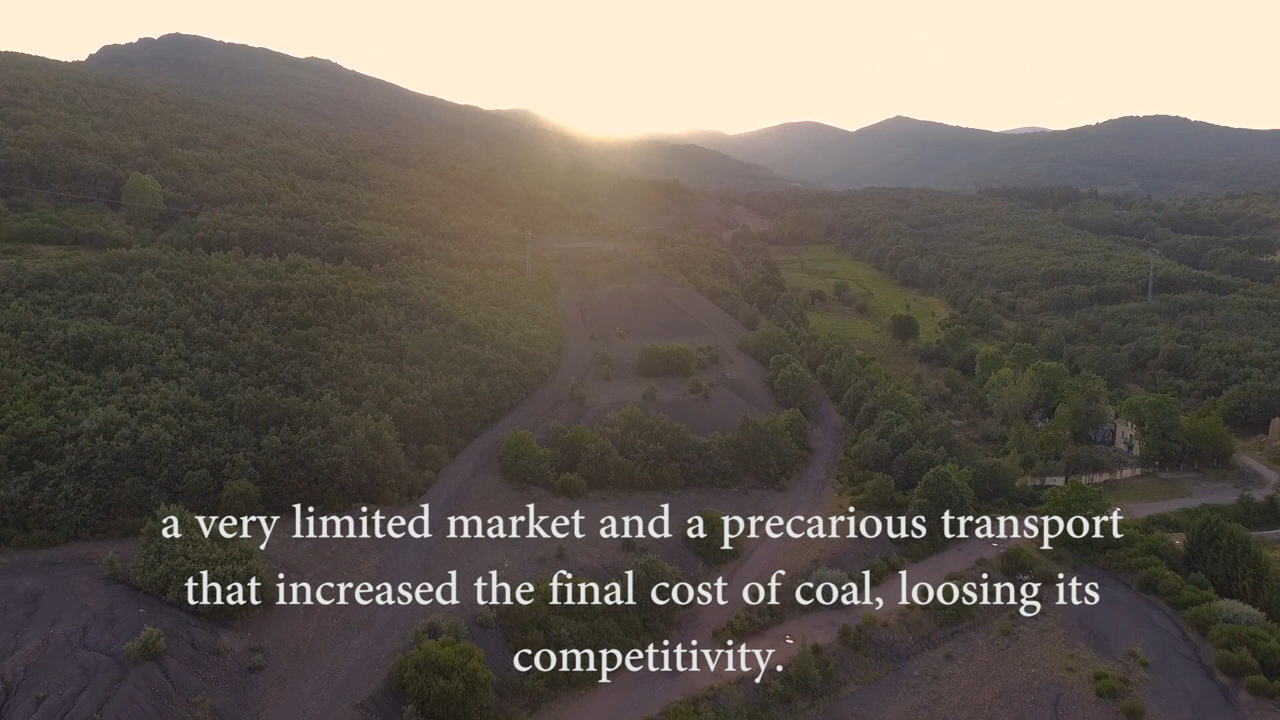 a very limited market and a precarious transport
that increased the final cost of coal, loosing its
competitivity.